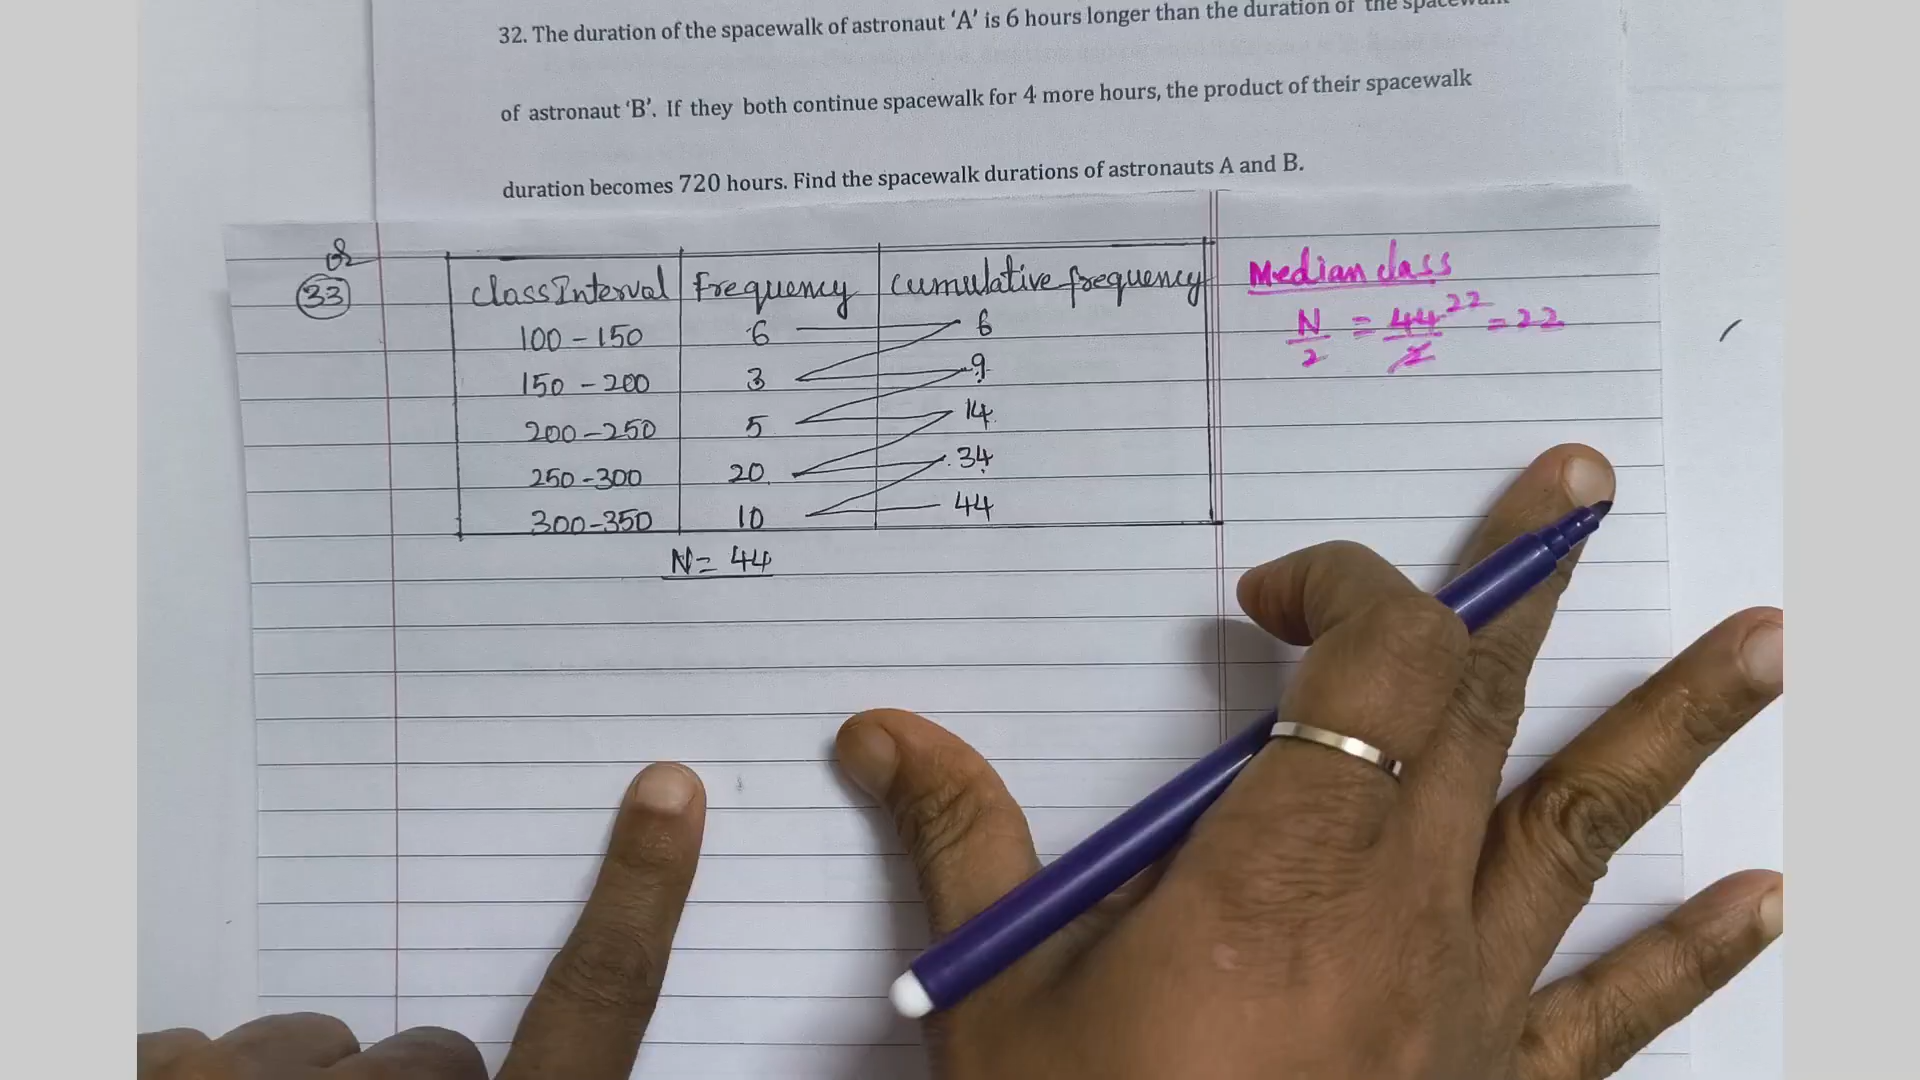 32. The duration of the spacewalk of astronaut ‘A’ is 6 hours longer than the duration of the spacewalk
of astronaut ‘B’. If they both continue spacewalk for 4 more hours, the product of their spacewalk
duration becomes 720 hours. Find the spacewalk durations of astronauts A and B.
33
Class Interval Frequency Cumulative frequency
100 - 150 6 6
150 - 200 3 9
200 - 250 5 14
250 - 300 20 34
300 - 350 10 44
N = 44
Median class
N/2 = 44/2 22 = 22